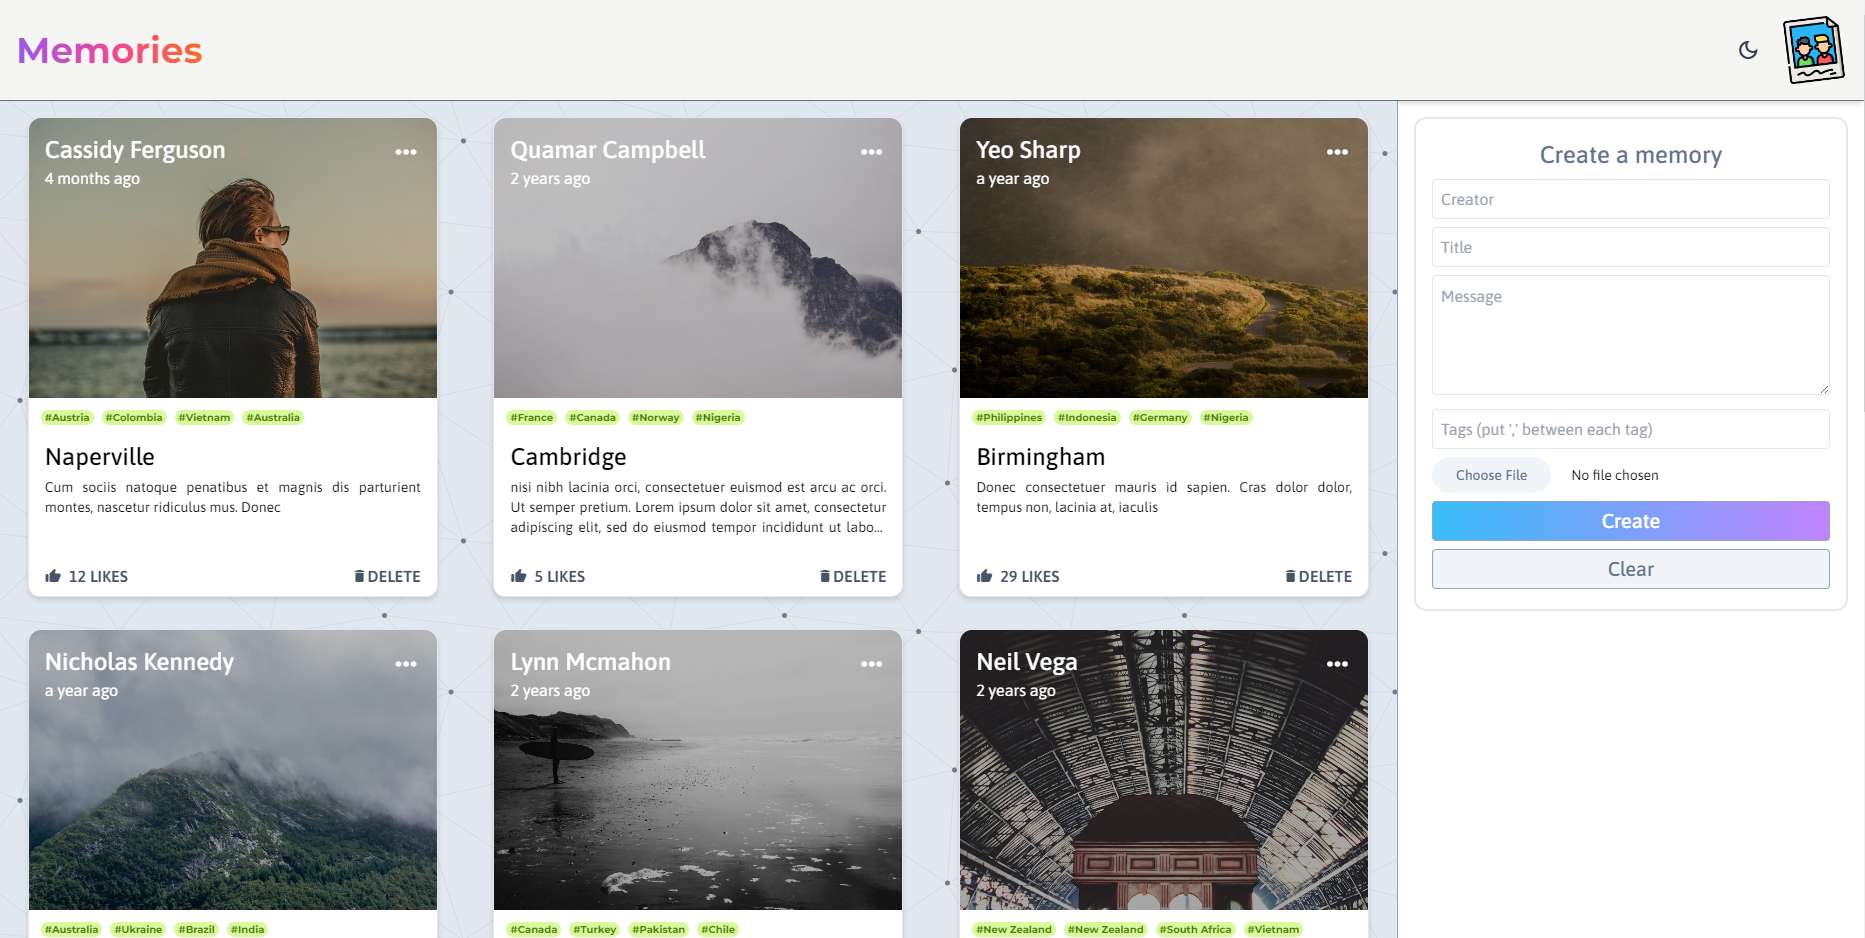 Memories
Cassidy Ferguson
4 months ago
#Austria #Colombia #Vietnam #Australia
Naperville
Cum sociis natoque penatibus et magnis dis parturient
montes, nascetur ridiculus mus. Donec
12 LIKES
DELETE
Quamar Campbell
2 years ago
#France #Canada #Norway #Nigeria
Cambridge
nisi nibh lacinia orci, consectetuer euismod est arcu ac orci.
Ut semper pretium. Lorem ipsum dolor sit amet, consectetur
adipiscing elit, sed do eiusmod tempor incididunt ut labo...
5 LIKES
DELETE
Yeo Sharp
a year ago
#Philippines #Indonesia #Germany #Nigeria
Birmingham
Donec consectetuer mauris id sapien. Cras dolor dolor,
tempus non, lacinia at, iaculis
29 LIKES
DELETE
Nicholas Kennedy
a year ago
#Australia #Ukraine #Brazil #India
Lynn Mcmahon
2 years ago
#Canada #Turkey #Pakistan #Chile
Neil Vega
2 years ago
#New Zealand #New Zealand #South Africa #Vietnam
Create a memory
Creator
Title
Message
Tags (put ',' between each tag)
Choose File
No file chosen
Create
Clear